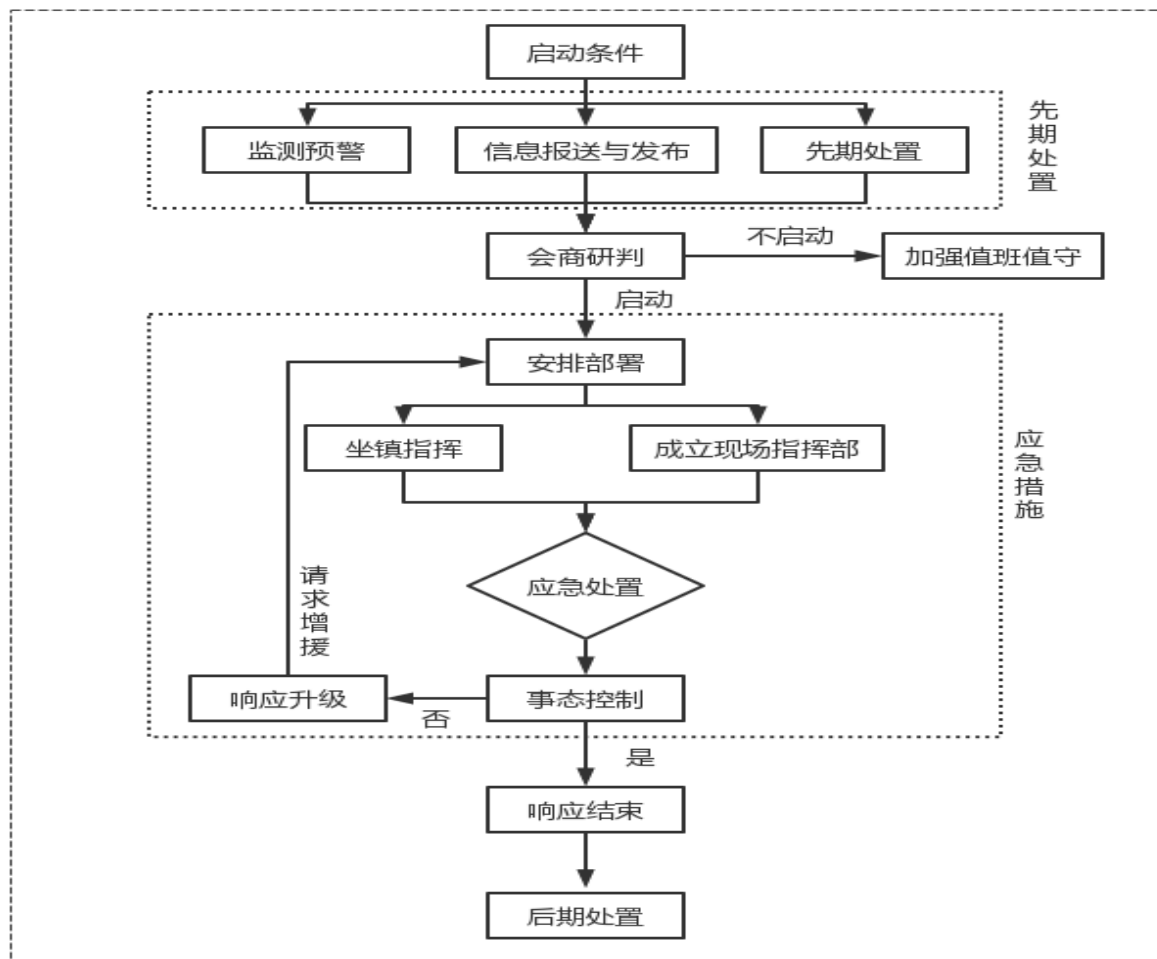 启动条件
先期处置
监测预警
信息报送与发布
先期处置
会商研判
不启动
加强值班值守
启动
安排部署
坐镇指挥
成立现场指挥部
应急措施
应急处置
请求增援
响应升级
否
事态控制
是
响应结束
后期处置